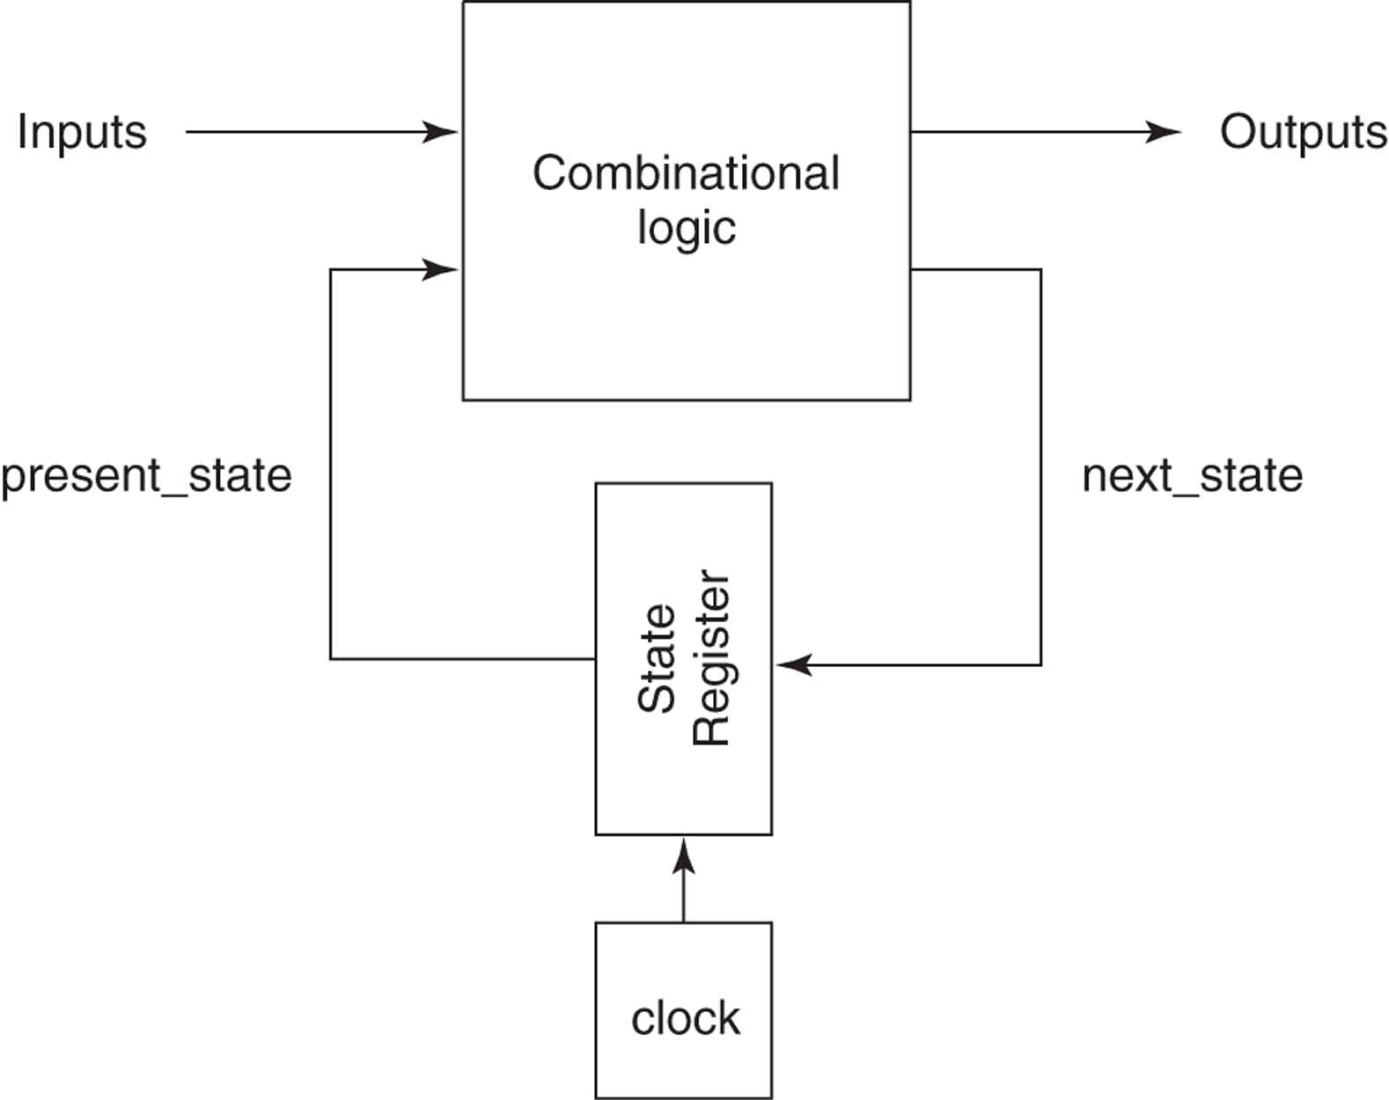 Inputs
Outputs
Combinational
logic
present_state
next_state
State
Register
clock